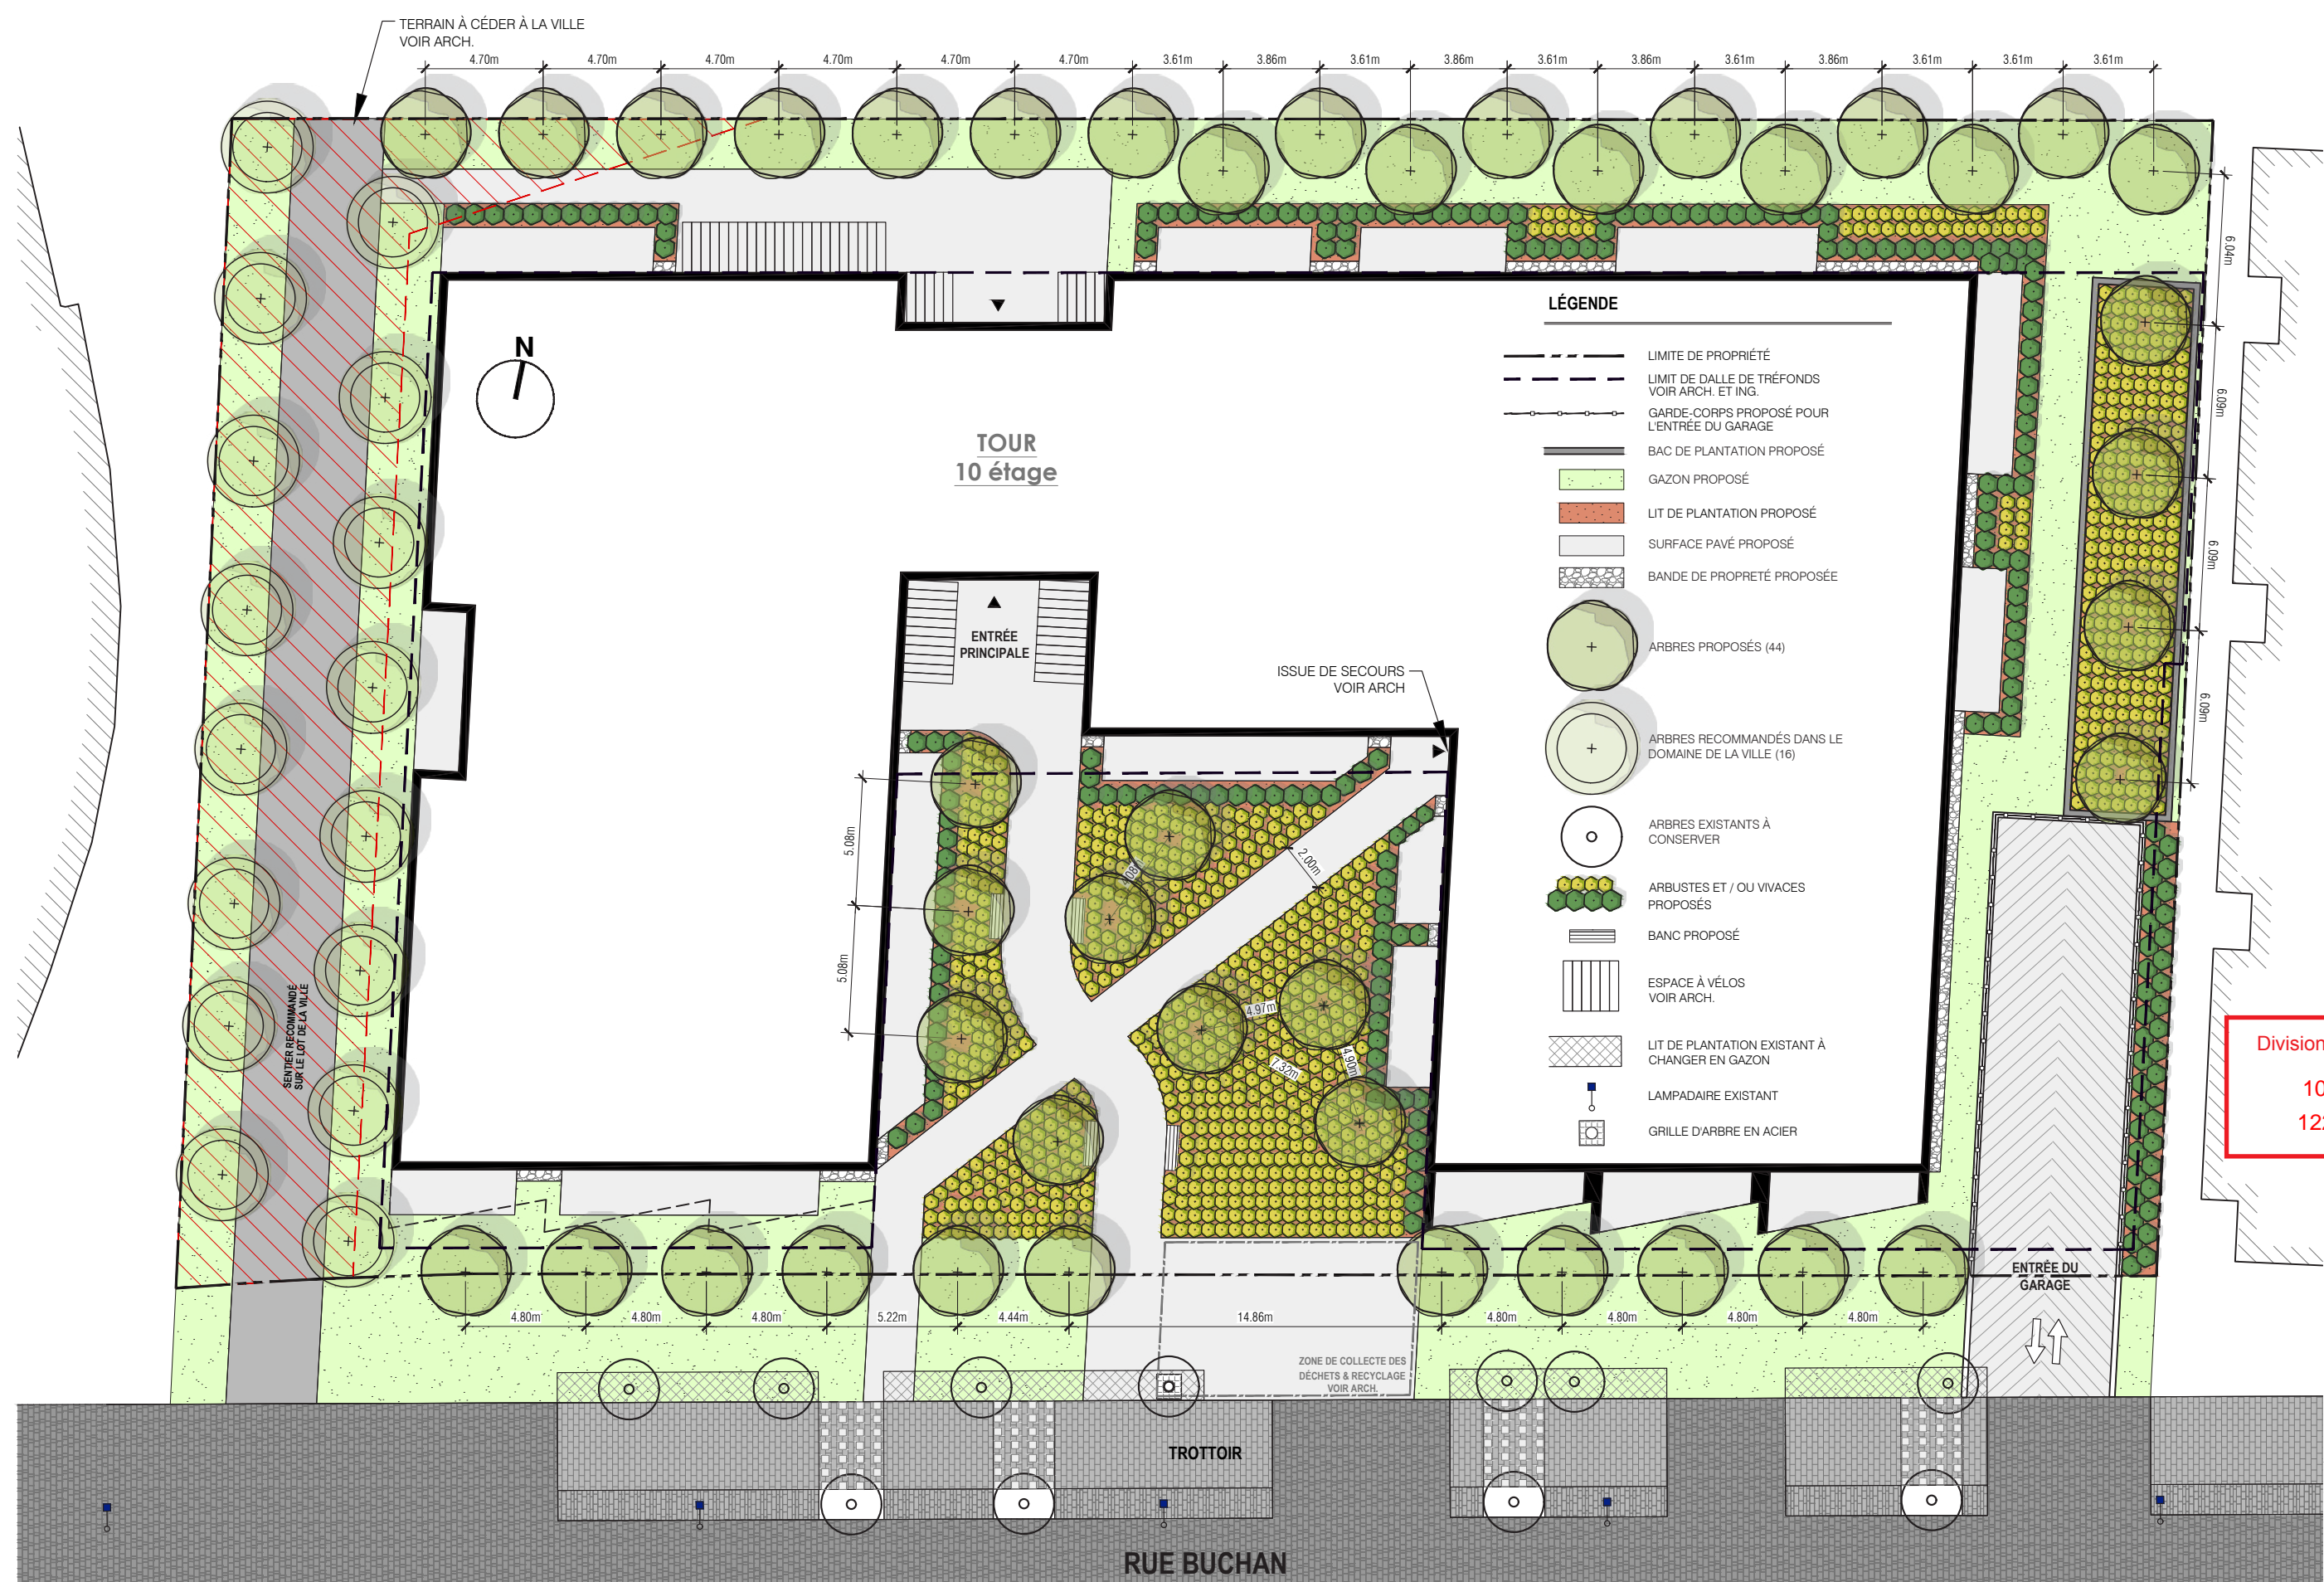 TERRAIN À CÉDER À LA VILLE
VOIR ARCH.
4.70m 4.70m 4.70m 4.70m 4.70m 4.70m 3.61m 3.86m 3.61m 3.86m 3.61m 3.86m 3.61m 3.86m 3.61m 3.61m 3.61m
6.04m
6.09m
6.09m
6.09m
N
TOUR
10 étage
LÉGENDE
LIMITE DE PROPRIÉTÉ
LIMIT DE DALLE DE TRÉFONDS
VOIR ARCH. ET ING.
GARDE-CORPS PROPOSÉ POUR
L'ENTRÉE DU GARAGE
BAC DE PLANTATION PROPOSÉ
GAZON PROPOSÉ
LIT DE PLANTATION PROPOSÉ
SURFACE PAVÉ PROPOSÉ
BANDE DE PROPRETÉ PROPOSÉE
ARBRES PROPOSÉS (44)
ARBRES RECOMMANDÉS DANS LE
DOMAINE DE LA VILLE (16)
ARBRES EXISTANTS À
CONSERVER
ARBUSTES ET / OU VIVACES
PROPOSÉS
BANC PROPOSÉ
ESPACE À VÉLOS
VOIR ARCH.
LIT DE PLANTATION EXISTANT À
CHANGER EN GAZON
LAMPADAIRE EXISTANT
GRILLE D'ARBRE EN ACIER
ENTRÉE
PRINCIPALE
ISSUE DE SECOURS
VOIR ARCH
5.08m
5.08m
2.00m
4.97m
7.32m
4.90m
SENTIER RECOMMANDÉ
SUR LE LOT DE LA VILLE
Division
10
122
ENTRÉE DU
GARAGE
4.80m 4.80m 4.80m 5.22m 4.44m 14.86m 4.80m 4.80m 4.80m 4.80m
ZONE DE COLLECTE DES
DÉCHETS & RECYCLAGE
VOIR ARCH.
TROTTOIR
RUE BUCHAN